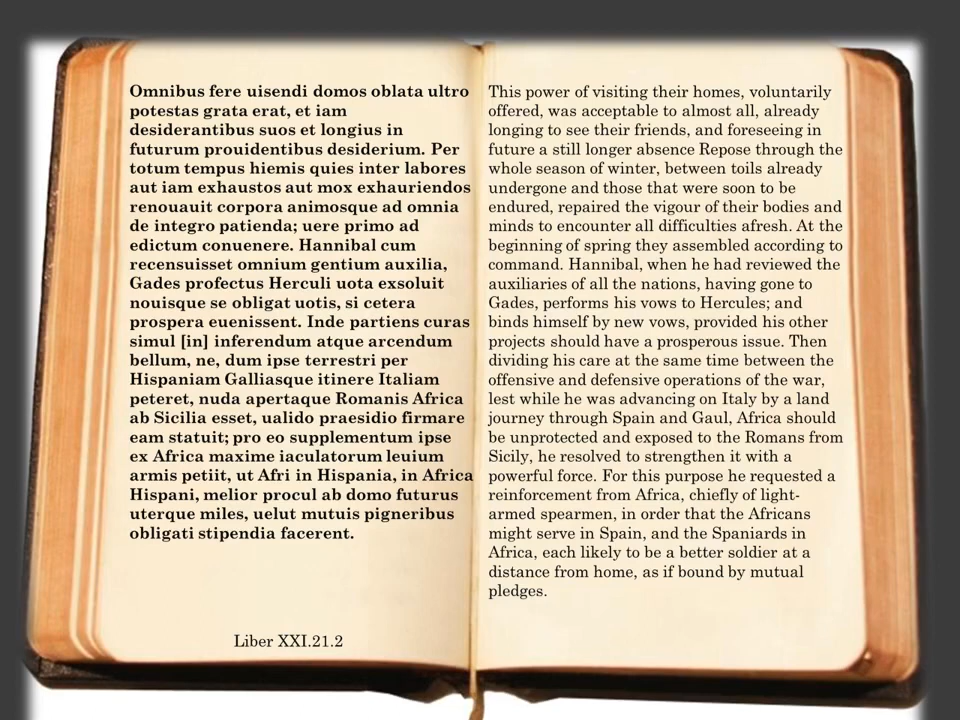 Omnibus fere uisendi domos oblata ultro
potestas grata erat, et iam
desiderantibus suos et longius in
futurum prouidentibus desiderium. Per
totum tempus hiemis quies inter labores
aut iam exhaustos aut mox exhauriendos
renouauit corpora animosque ad omnia
de integro patienda; uere primo ad
edictum conuenere. Hannibal cum
recensuisset omnium gentium auxilia,
Gades profectus Herculi uota exsoluit
nouisque se obligat uotis, si cetera
prospera euenissent. Inde partiens curas
simul [in] inferendum atque arcendum
bellum, ne, dum ipse terrestri per
Hispaniam Galliasque itinere Italiam
peteret, nuda apertaque Romanis Africa
ab Sicilia esset, ualido praesidio firmare
eam statuit; pro eo supplementum ipse
ex Africa maxime iaculatorum leuium
armis petiit, ut Afri in Hispania, in Africa
Hispani, melior procul ab domo futurus
uterque miles, uelut mutuis pigneribus
obligati stipendia facerent.
Liber XXI.21.2
This power of visiting their homes, voluntarily
offered, was acceptable to almost all, already
longing to see their friends, and foreseeing in
future a still longer absence Repose through the
whole season of winter, between toils already
undergone and those that were soon to be
endured, repaired the vigour of their bodies and
minds to encounter all difficulties afresh. At the
beginning of spring they assembled according to
command. Hannibal, when he had reviewed the
auxiliaries of all the nations, having gone to
Gades, performs his vows to Hercules; and
binds himself by new vows, provided his other
projects should have a prosperous issue. Then
dividing his care at the same time between the
offensive and defensive operations of the war,
lest while he was advancing on Italy by a land
journey through Spain and Gaul, Africa should
be unprotected and exposed to the Romans from
Sicily, he resolved to strengthen it with a
powerful force. For this purpose he requested a
reinforcement from Africa, chiefly of light-
armed spearmen, in order that the Africans
might serve in Spain, and the Spaniards in
Africa, each likely to be a better soldier at a
distance from home, as if bound by mutual
pledges.